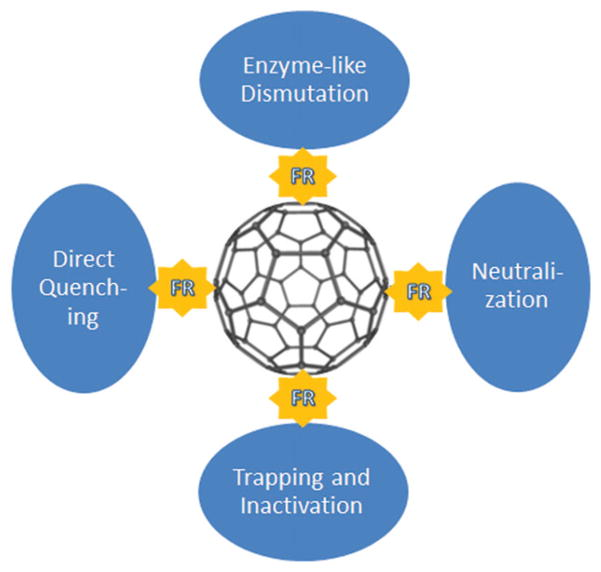 Enzyme-like
Dismutation
FR
Direct
Quench-
ing
FR
FR
Neutrali-
zation
FR
Trapping and
Inactivation